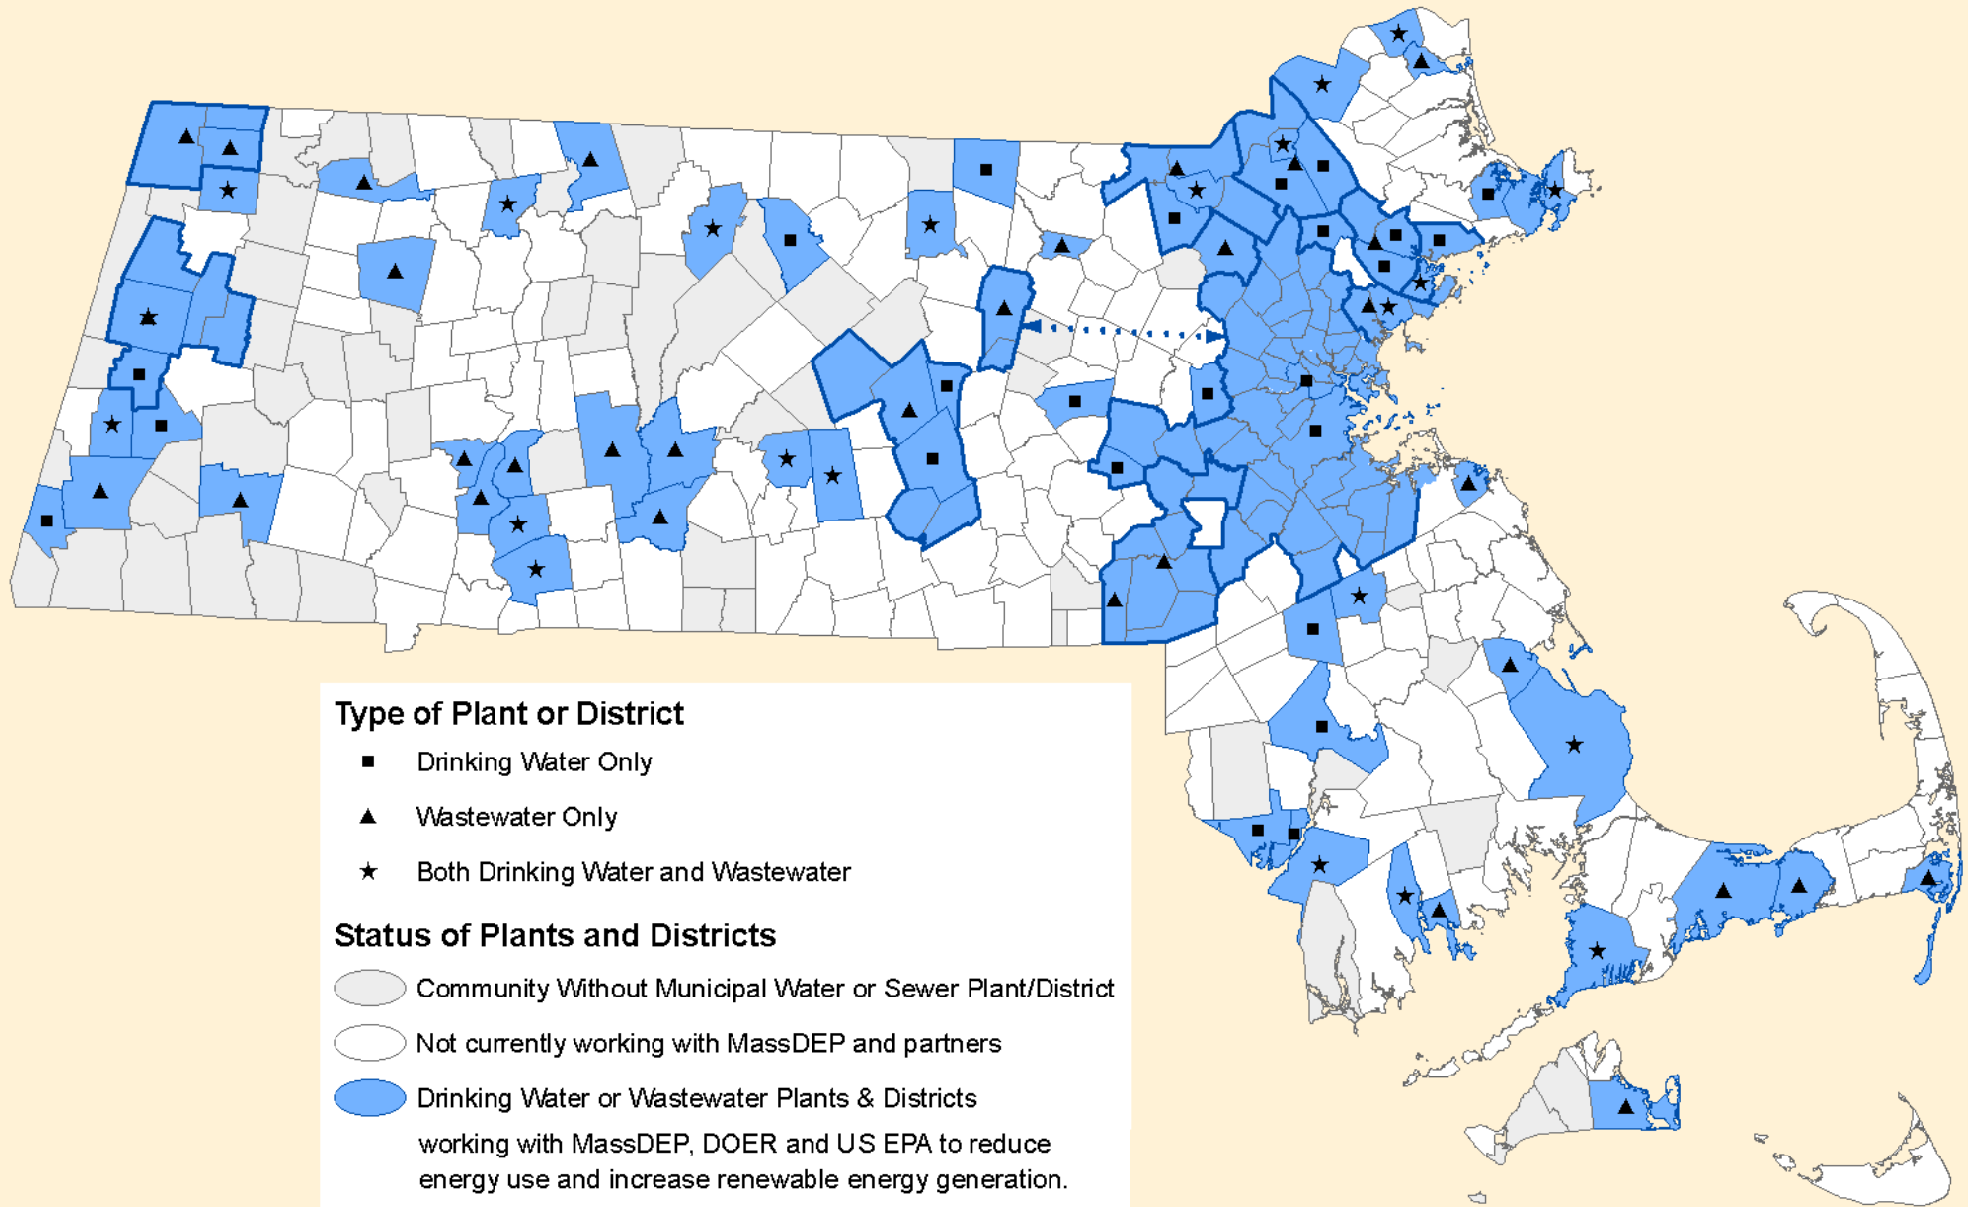 Type of Plant or District
Drinking Water Only
Wastewater Only
Both Drinking Water and Wastewater
Status of Plants and Districts
Community Without Municipal Water or Sewer Plant/District
Not currently working with MassDEP and partners
Drinking Water or Wastewater Plants & Districts
working with MassDEP, DOER and US EPA to reduce
energy use and increase renewable energy generation.